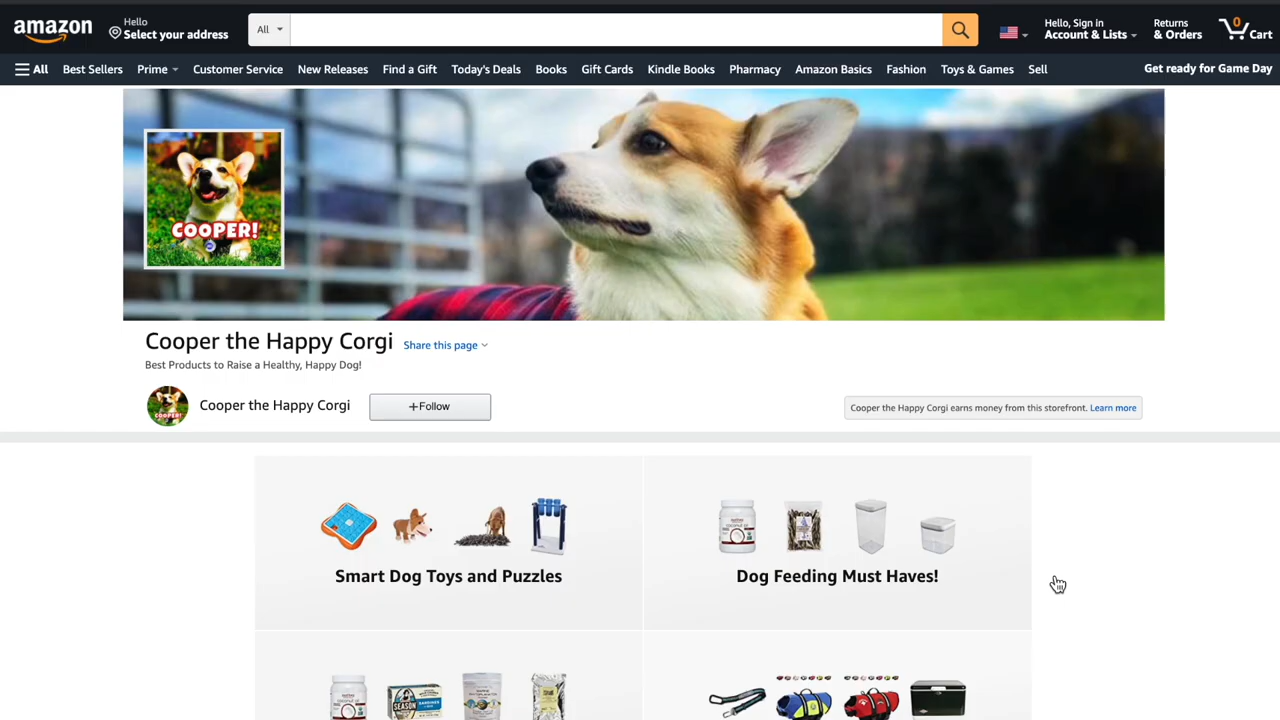 amazon
Hello
Select your address
All
Hello, Sign in
Account & Lists
Returns
& Orders
0
Cart
All
Best Sellers
Prime
Customer Service
New Releases
Find a Gift
Today's Deals
Books
Gift Cards
Kindle Books
Pharmacy
Amazon Basics
Fashion
Toys & Games
Sell
Get ready for Game Day
COOPER!
Cooper the Happy Corgi
Share this page
Best Products to Raise a Healthy, Happy Dog!
Cooper the Happy Corgi
+Follow
Cooper the Happy Corgi earns money from this storefront. Learn more
Smart Dog Toys and Puzzles
Dog Feeding Must Haves!
SEASON